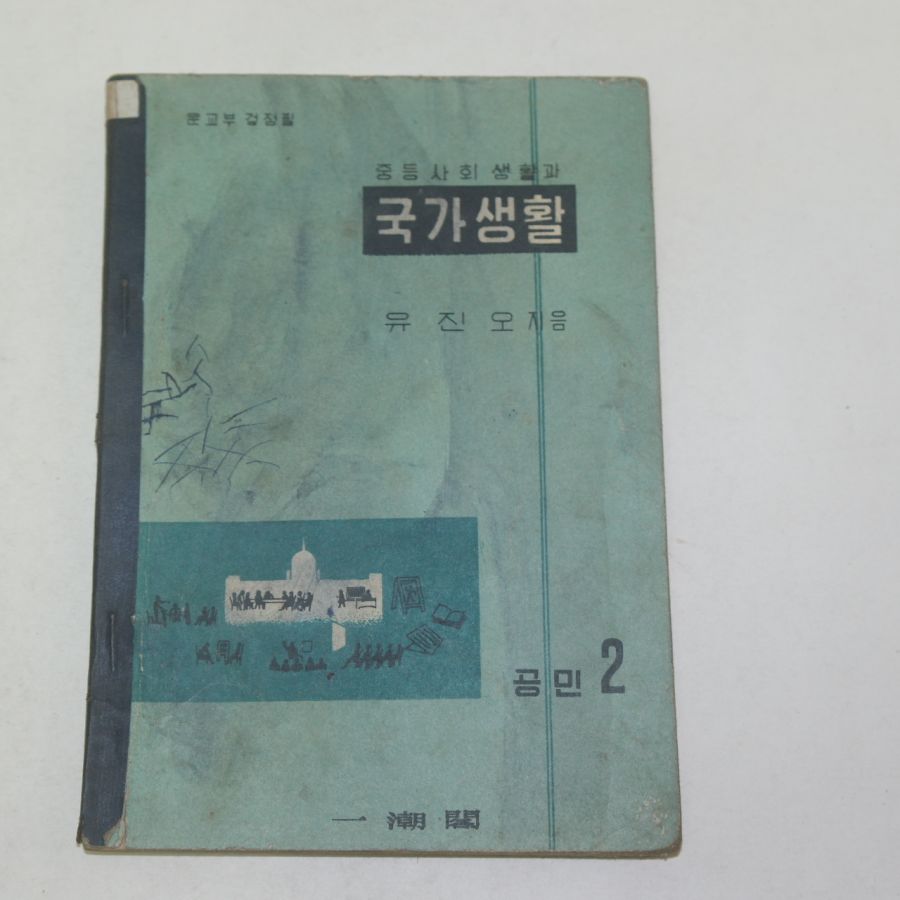 문교부 검정필
중등 사회 생활과
국가생활
유 진 오 지음
공민 2
一潮閣